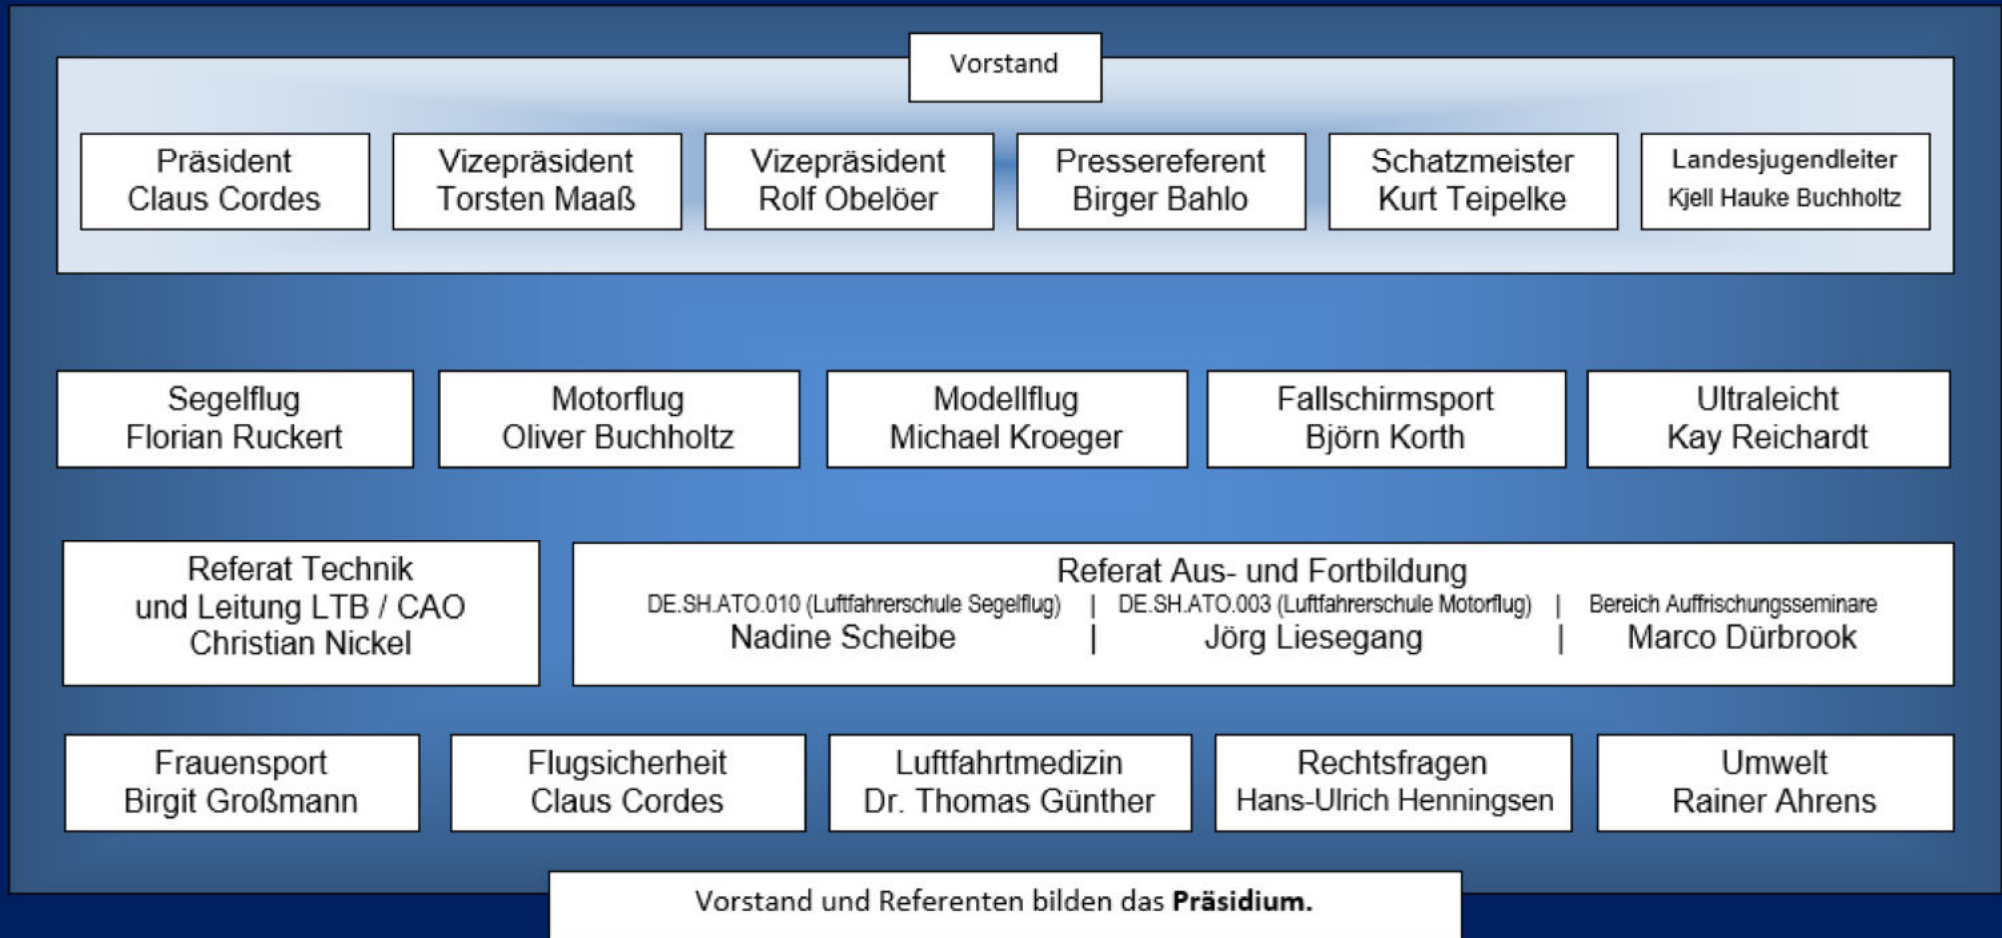 Vorstand
Präsident
Claus Cordes
Vizepräsident
Torsten Maaß
Vizepräsident
Rolf Obelöer
Pressereferent
Birger Bahlo
Schatzmeister
Kurt Teipelke
Landesjugendleiter
Kjell Hauke Buchholtz
Segelflug
Florian Ruckert
Motorflug
Oliver Buchholtz
Modellflug
Michael Kroeger
Fallschirmsport
Björn Korth
Ultraleicht
Kay Reichardt
Referat Technik
und Leitung LTB / CAO
Christian Nickel
Referat Aus- und Fortbildung
DE.SH.ATO.010 (Luftfahrerschule Segelflug) | DE.SH.ATO.003 (Luftfahrerschule Motorflug) | Bereich Auffrischungsseminare
Nadine Scheibe | Jörg Liesegang | Marco Dürbrook
Frauensport
Birgit Großmann
Flugsicherheit
Claus Cordes
Luftfahrtmedizin
Dr. Thomas Günther
Rechtsfragen
Hans-Ulrich Henningsen
Umwelt
Rainer Ahrens
Vorstand und Referenten bilden das Präsidium.